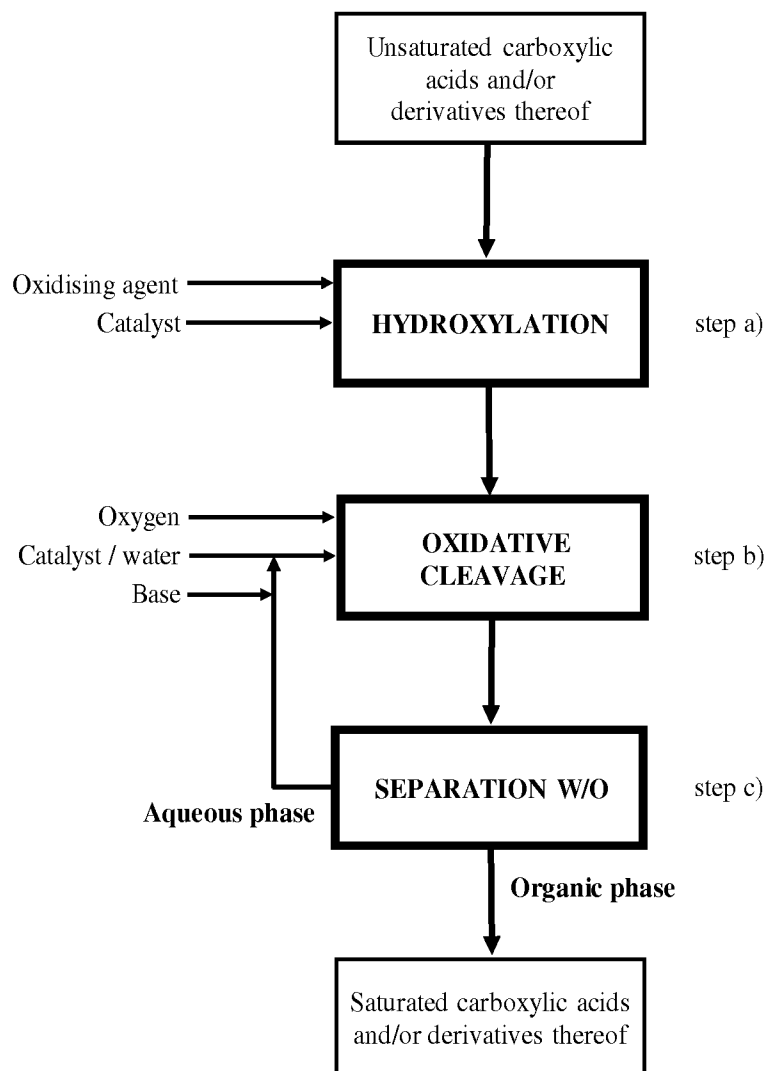 Unsaturated carboxylic
acids and/or
derivatives thereof
Oxidising agent
Catalyst
HYDROXYLATION
step a)
Oxygen
Catalyst / water
Base
OXIDATIVE
CLEAVAGE
step b)
SEPARATION W/O
step c)
Aqueous phase
Organic phase
Saturated carboxylic acids
and/or derivatives thereof